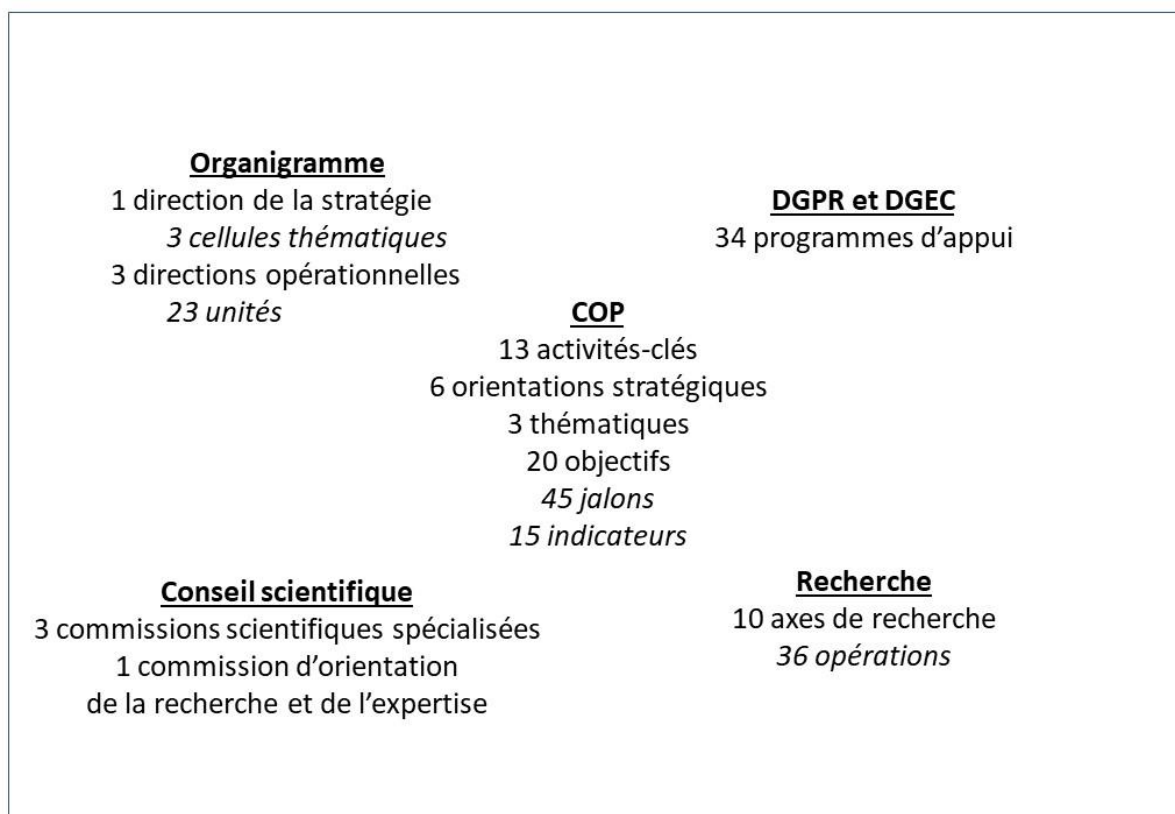 Organigramme
1 direction de la stratégie
3 cellules thématiques
3 directions opérationnelles
23 unités
DGPR et DGEC
34 programmes d’appui
COP
13 activités-clés
6 orientations stratégiques
3 thématiques
20 objectifs
45 jalons
15 indicateurs
Conseil scientifique
3 commissions scientifiques spécialisées
1 commission d’orientation
de la recherche et de l’expertise
Recherche
10 axes de recherche
36 opérations